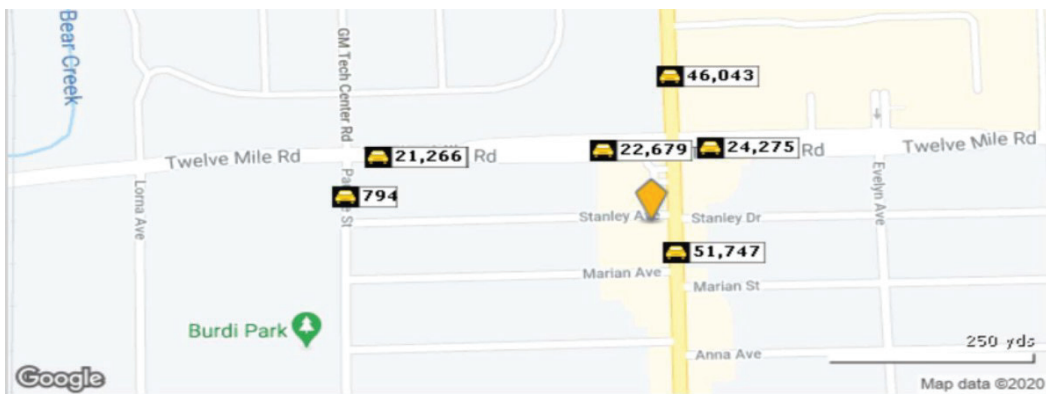 Bear Creek
GM Tech Center Rd
46,043
Twelve Mile Rd
21,266
Rd
22,679
24,275
Rd
Twelve Mile Rd
794
Lorna Ave
Evelyn Ave
Stanley
Stanley Dr
51,747
Marian Ave
Marian St
Burdi Park
250 yds
Anna Ave
Google
Map data ©2020